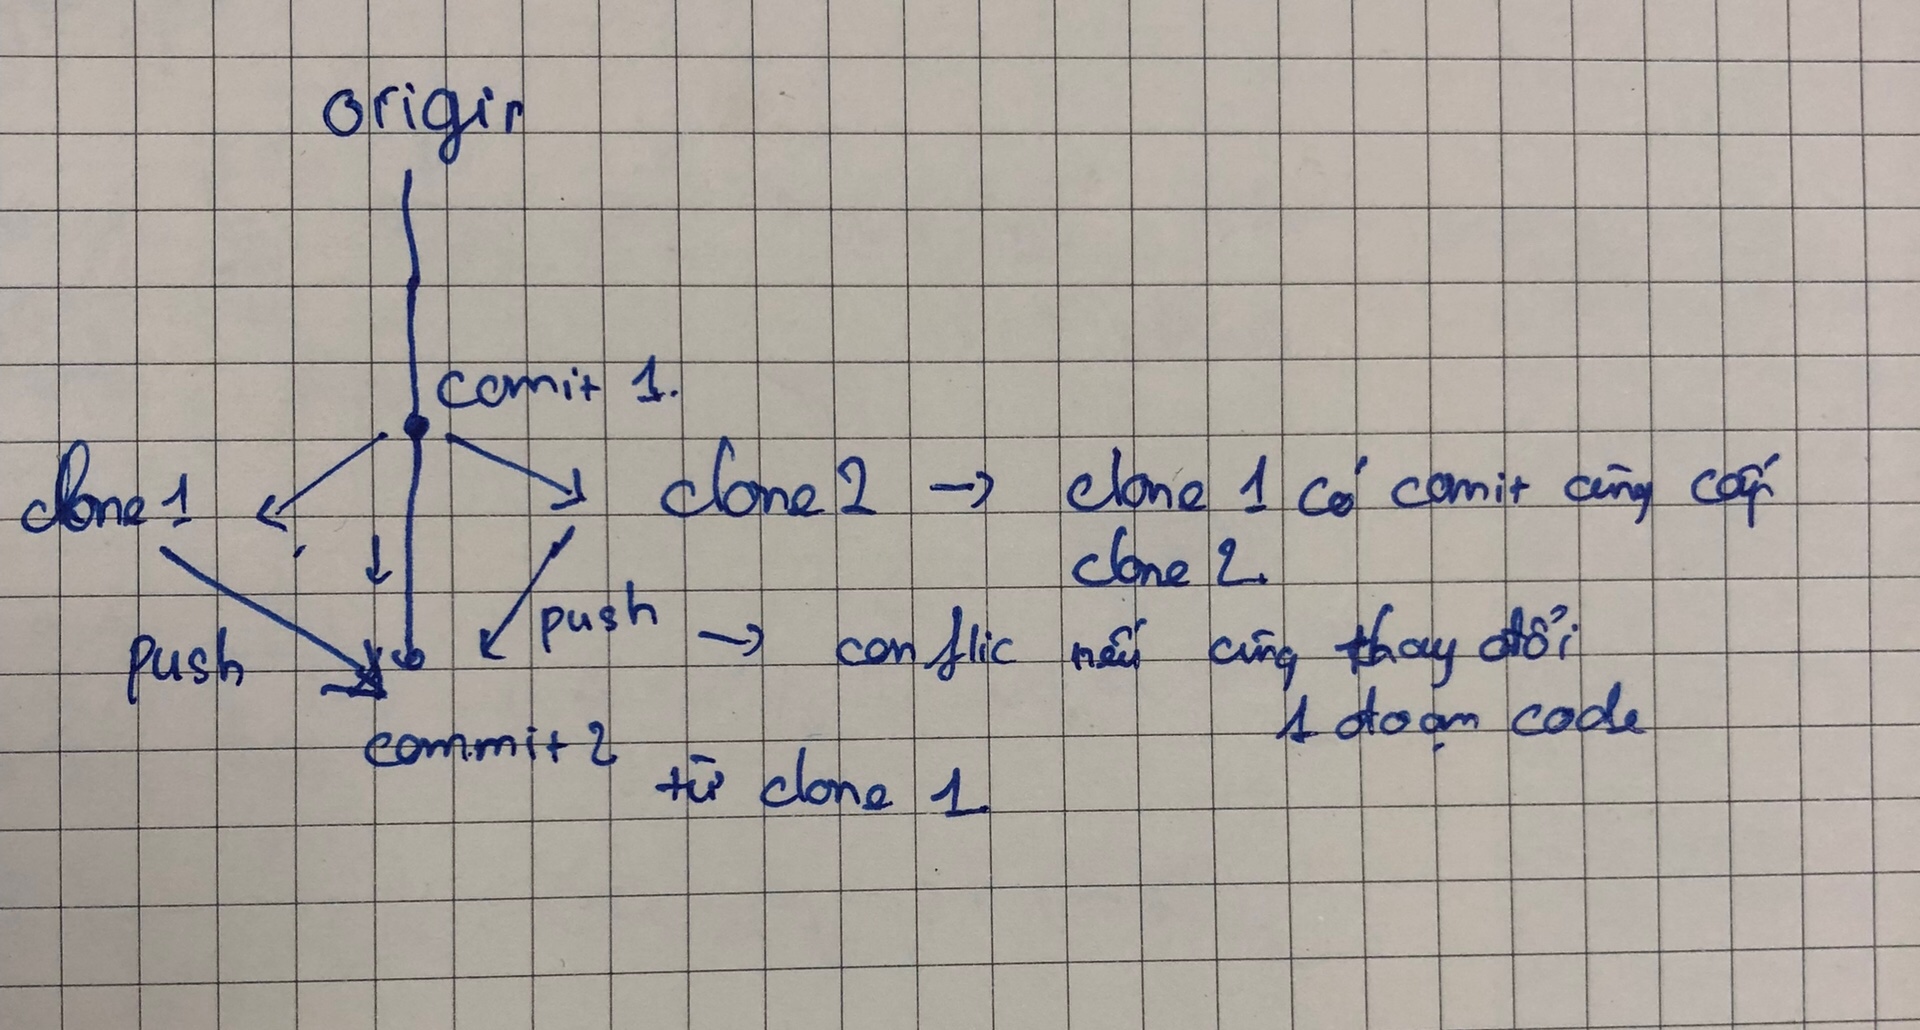 origin
comit 1.
clone 1
clone 2 → clone 1 có comit cùng cấp
clone 2.
push
push → conflic nếu cùng thay đổi
1 đoạn code
commit 2
từ clone 1